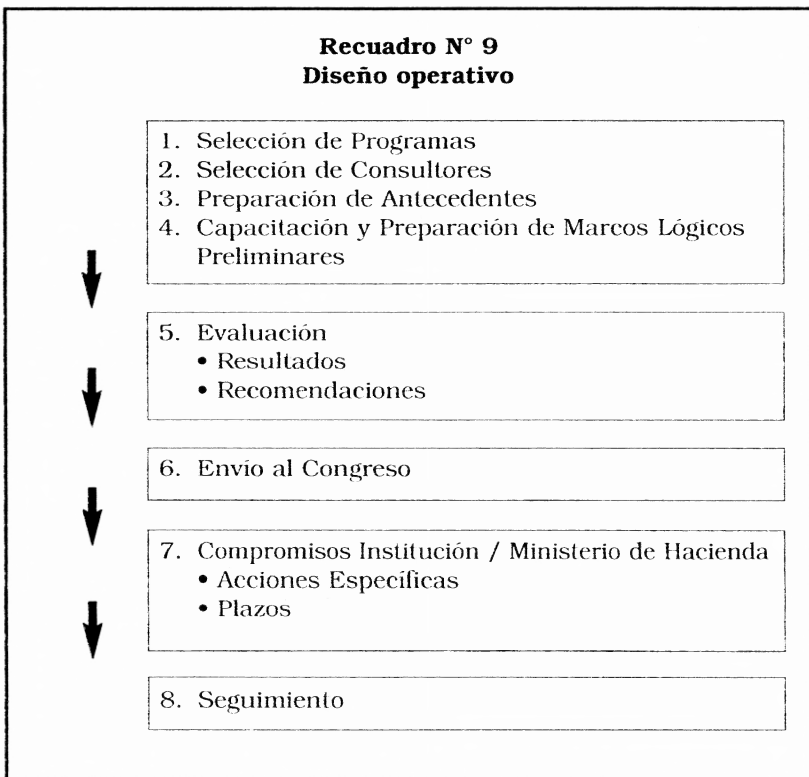 Recuadro N° 9
Diseño operativo
1. Selección de Programas
2. Selección de Consultores
3. Preparación de Antecedentes
4. Capacitación y Preparación de Marcos Lógicos
Preliminares
5. Evaluación
• Resultados
• Recomendaciones
6. Envío al Congreso
7. Compromisos Institución / Ministerio de Hacienda
• Acciones Específicas
• Plazos
8. Seguimiento